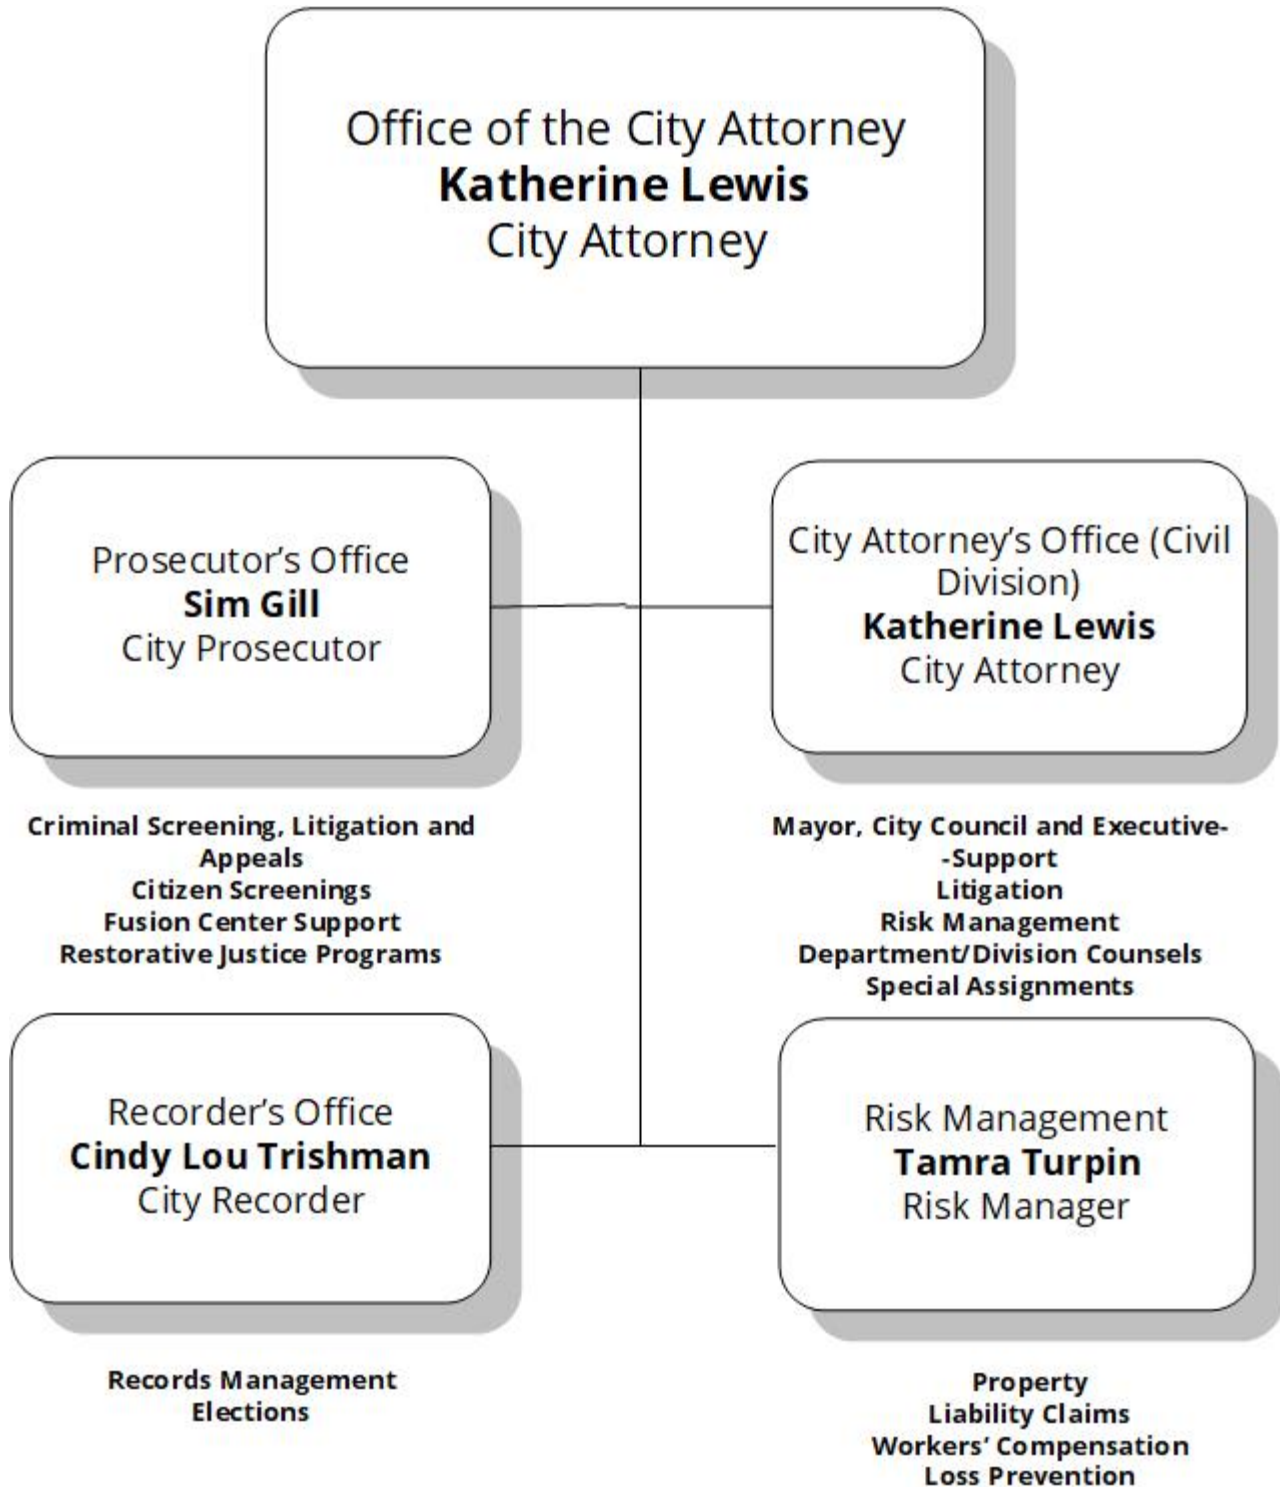 Office of the City Attorney
Katherine Lewis
City Attorney
Prosecutor’s Office
Sim Gill
City Prosecutor
City Attorney’s Office (Civil
Division)
Katherine Lewis
City Attorney
Criminal Screening, Litigation and
Appeals
Citizen Screenings
Fusion Center Support
Restorative Justice Programs
Mayor, City Council and Executive-
-Support
Litigation
Risk Management
Department/Division Counsels
Special Assignments
Recorder’s Office
Cindy Lou Trishman
City Recorder
Risk Management
Tamra Turpin
Risk Manager
Records Management
Elections
Property
Liability Claims
Workers’ Compensation
Loss Prevention